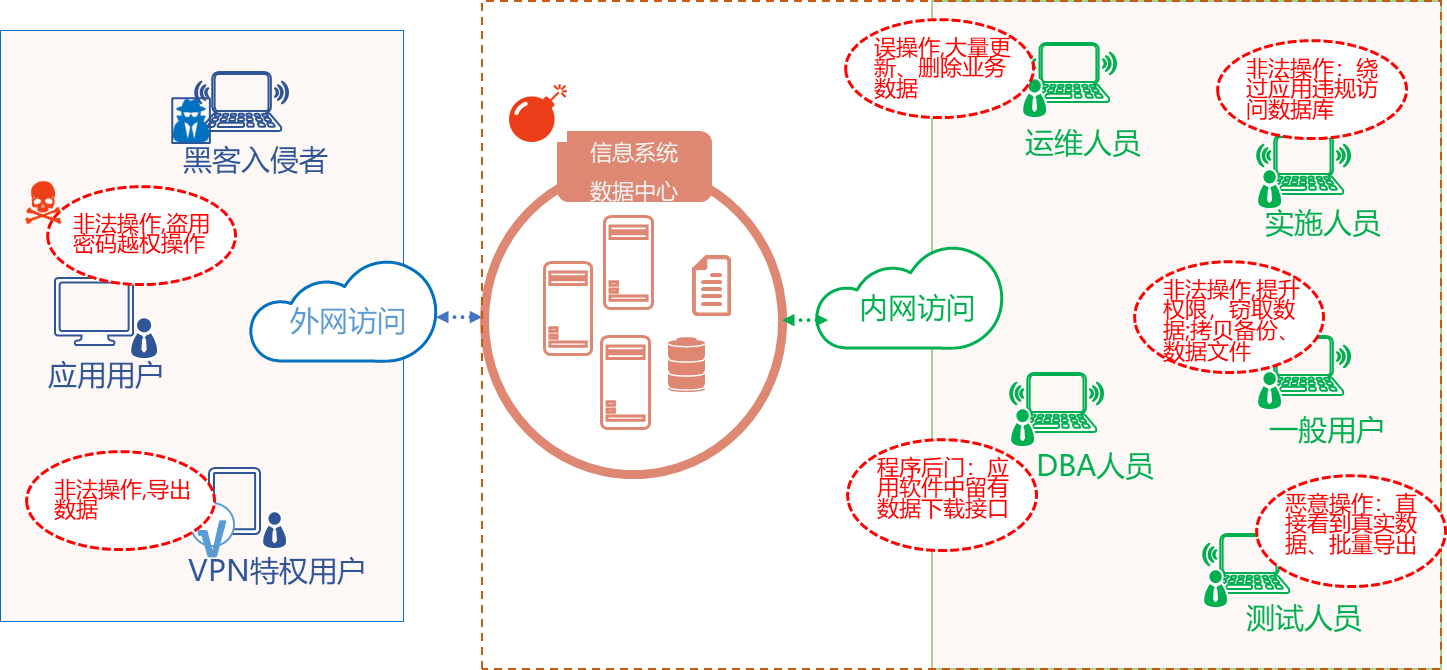 黑客入侵者
非法操作,盗用
密码越权操作
应用用户
外网访问
非法操作,导出
数据
V
VPN特权用户
信息系统
数据中心
内网访问
误操作,大量更
新、删除业务
数据
运维人员
非法操作：绕
过应用违规访
问数据库
实施人员
非法操作,提升
权限，窃取数
据;拷贝备份、
数据文件
一般用户
DBA人员
程序后门：应
用软件中留有
数据下载接口
恶意操作：直
接看到真实数
据、批量导出
测试人员